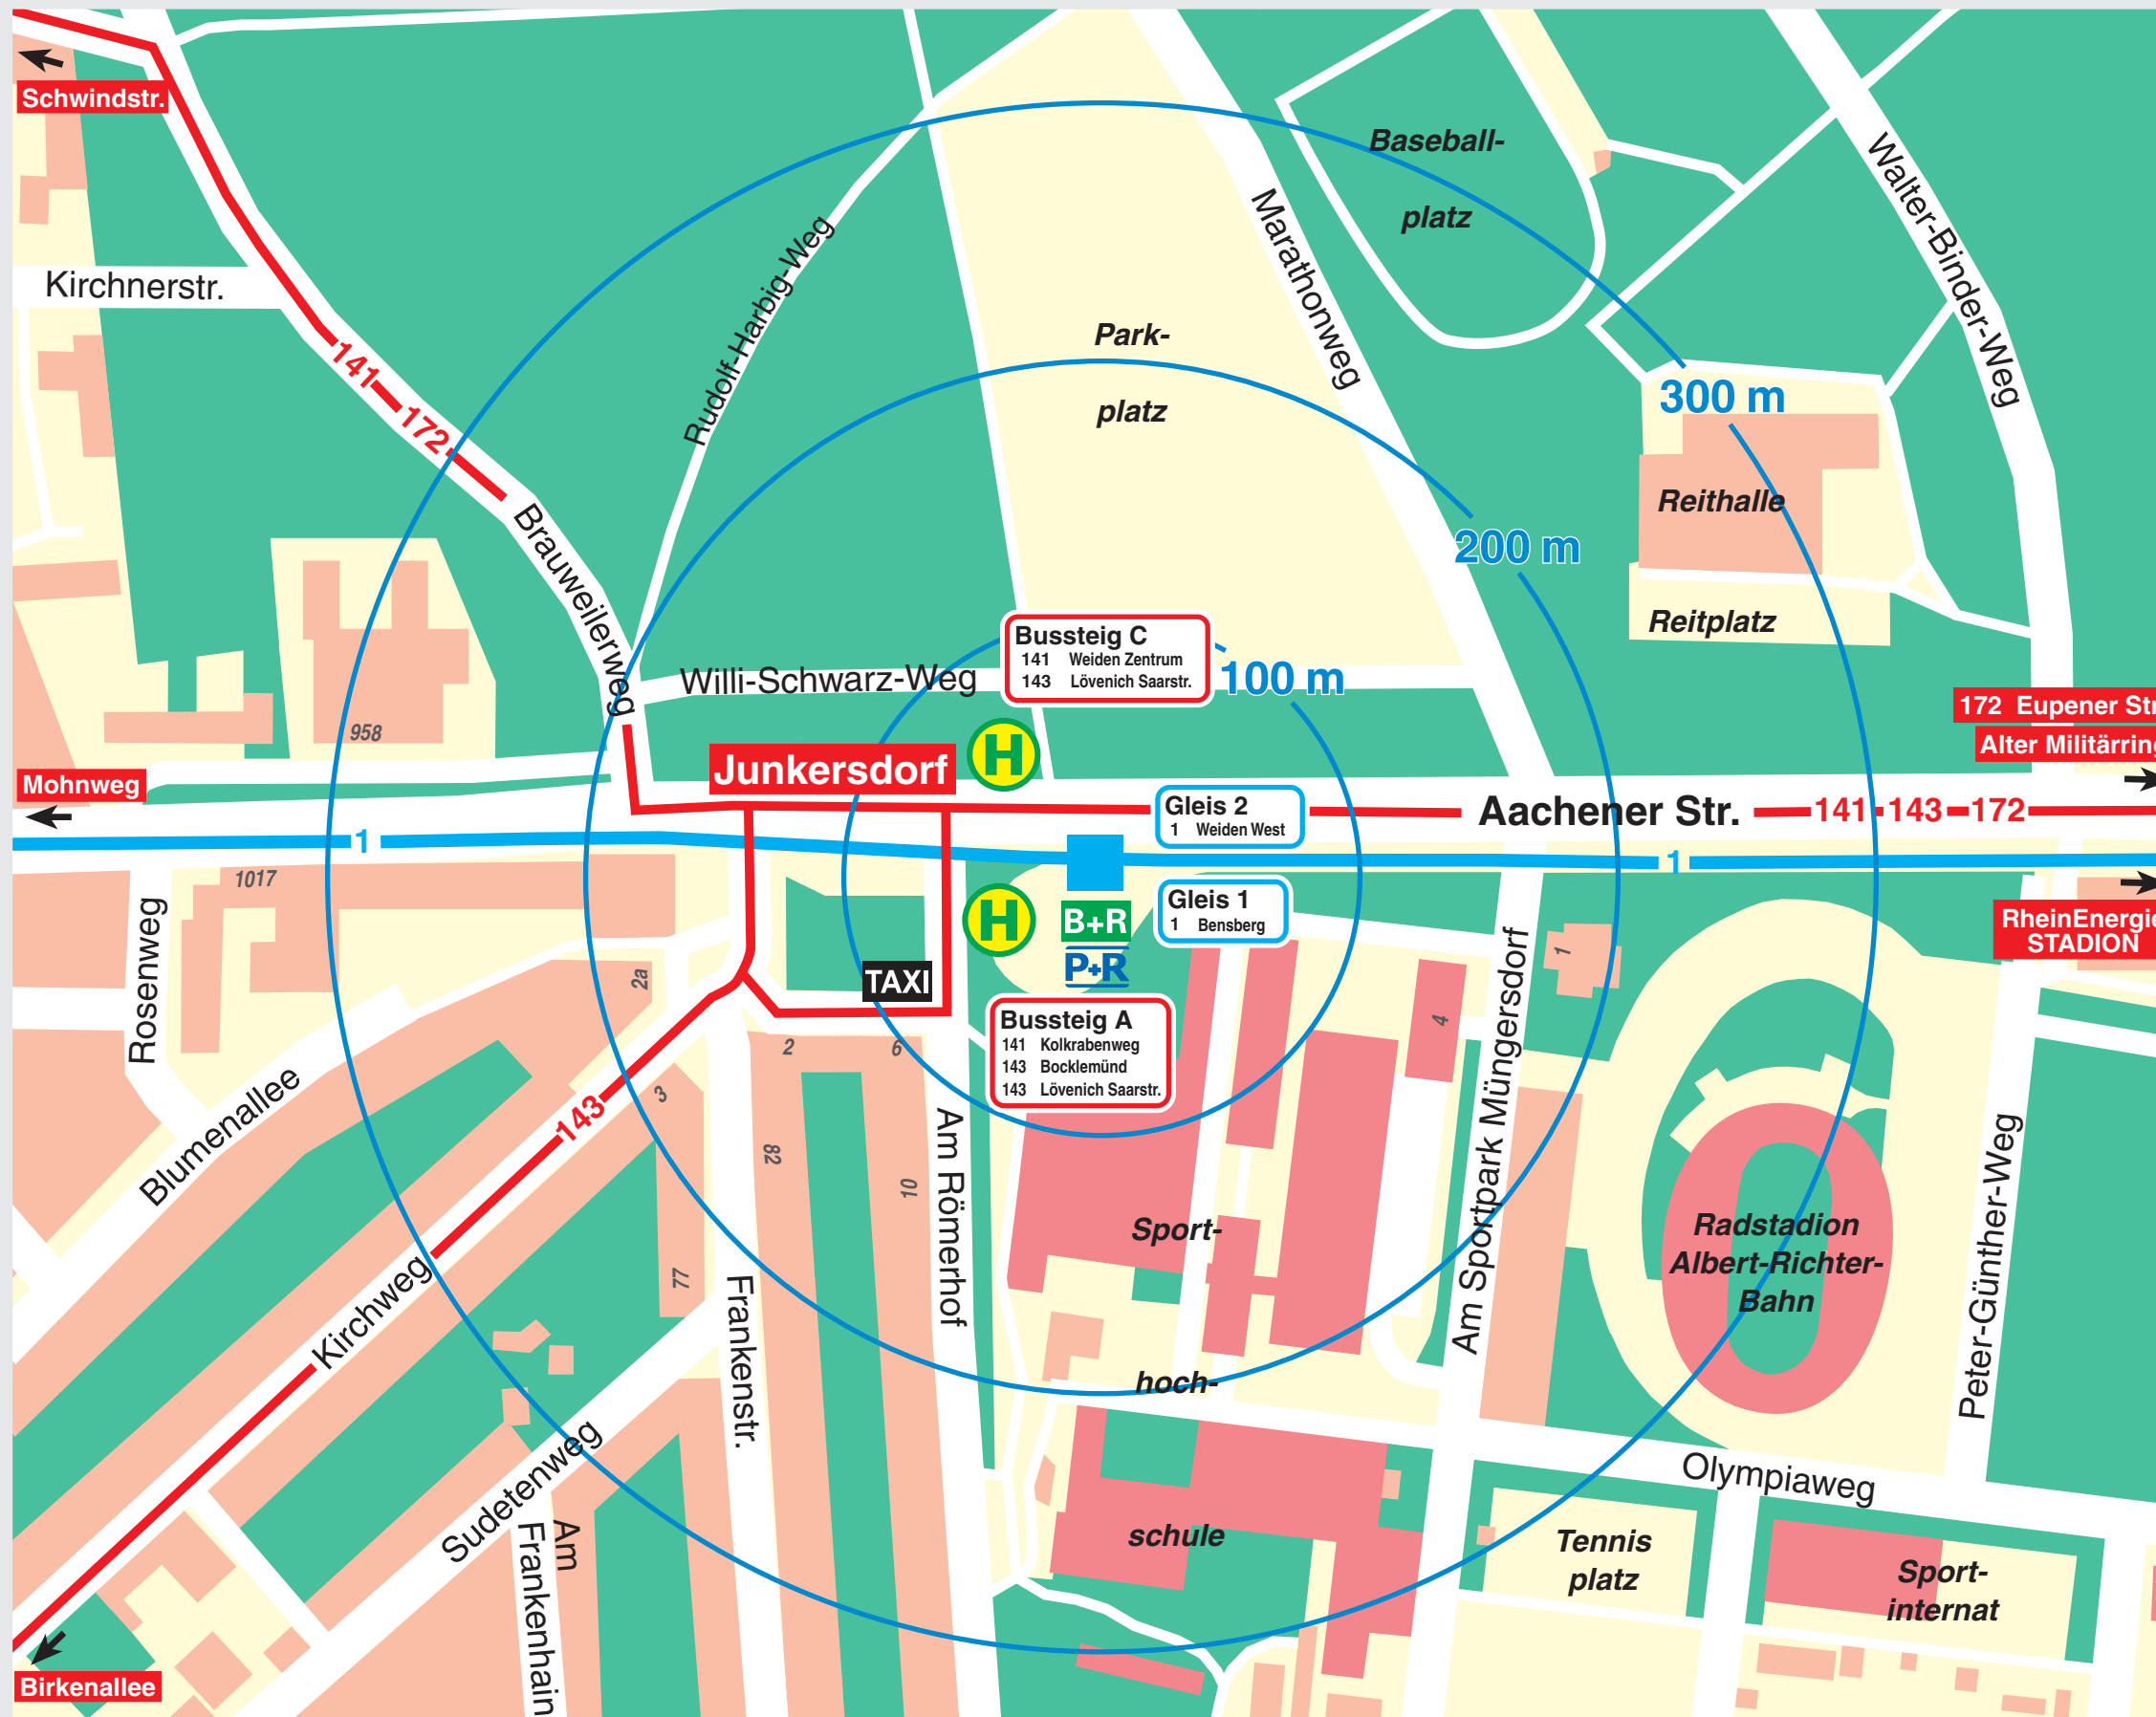 Schwindstr.
Baseball-
platz
Walter-Binder-Weg
Marathonweg
Rudolf-Harbig-Weg
Kirchnerstr.
Park-
platz
141
172
300 m
Reithalle
200 m
Brauweilerweg
Reitplatz
Bussteig C
141 Weiden Zentrum
143 Lövenich Saarstr.
Willi-Schwarz-Weg
100 m
172 Eupener Str
Alter Militärring
958
Junkersdorf
H
Mohnweg
Gleis 2
1 Weiden West
Aachener Str.
141
143
172
1
1
1017
Gleis 1
1 Bensberg
H
B+R
P+R
RheinEnergie
STADION
Rosenweg
2a
TAXI
1
4
Am Sportpark Müngersdorf
Bussteig A
141 Kolkrabenweg
143 Bocklemünd
143 Lövenich Saarstr.
2
6
3
143
Blumenallee
82
10
Am Römerhof
Peter-Günther-Weg
Sport-
hoch-
schule
Radstadion
Albert-Richter-
Bahn
77
Kirchweg
Frankenstr.
Sudetenweg
Olympiaweg
Am
Frankenhain
Tennis
platz
Sport-
internat
Birkenallee